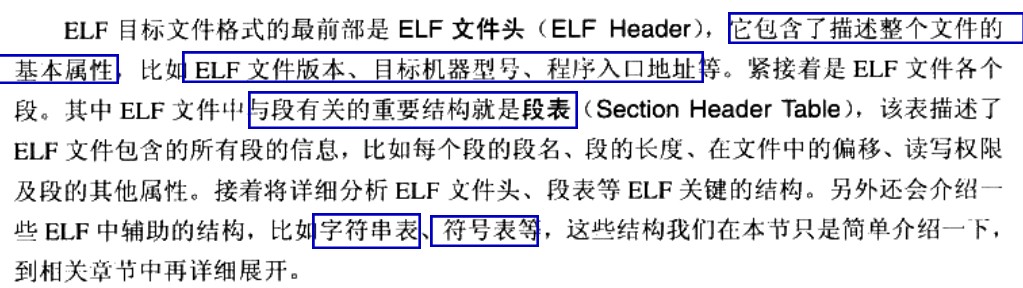 ELF 目标文件格式的最前部是 ELF 文件头（ELF Header），它包含了描述整个文件的
基本属性，比如 ELF 文件版本、目标机器型号、程序入口地址等。紧接着是 ELF 文件各个
段。其中 ELF 文件中与段有关的重要结构就是段表（Section Header Table），该表描述了
ELF 文件包含的所有段的信息，比如每个段的段名、段的长度、在文件中的偏移、读写权限
及段的其他属性。接着将详细分析 ELF 文件头、段表等 ELF 关键的结构。另外还会介绍一
些 ELF 中辅助的结构，比如字符串表、符号表等，这些结构我们在本节只是简单介绍一下，
到相关章节中再详细展开。